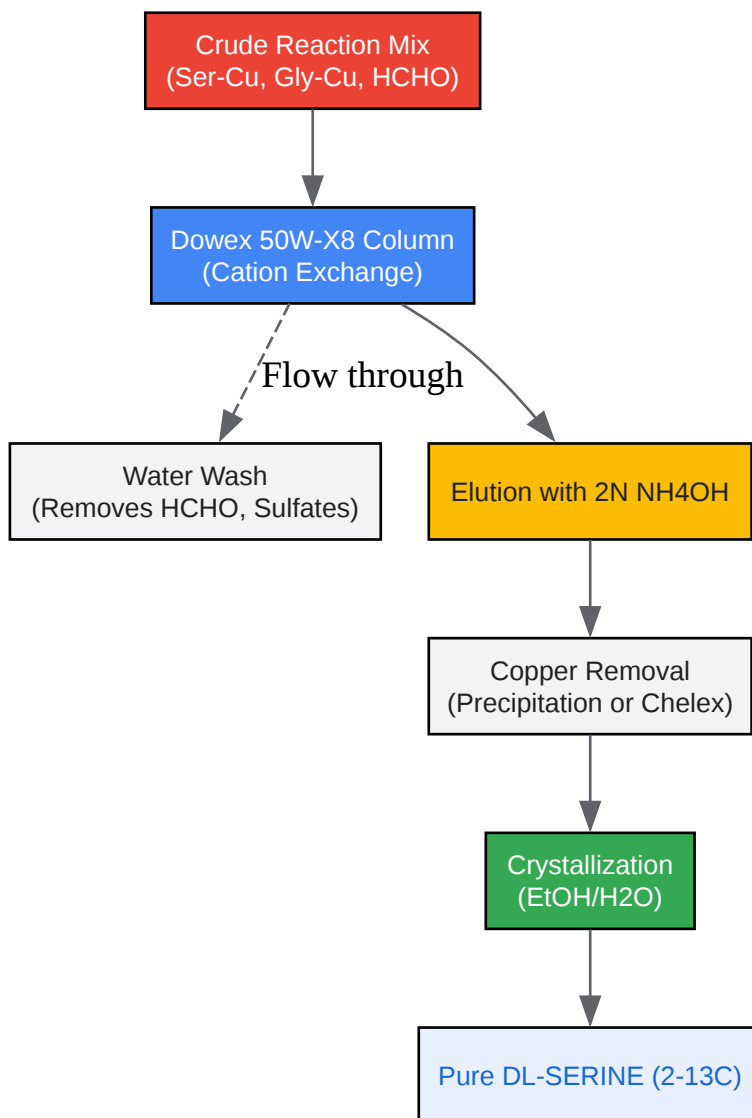 Crude Reaction Mix
(Ser-Cu, Gly-Cu, HCHO)
Dowex 50W-X8 Column
(Cation Exchange)
Flow through
Water Wash
(Removes HCHO, Sulfates)
Elution with 2N NH4OH
Copper Removal
(Precipitation or Chelex)
Crystallization
(EtOH/H2O)
Pure DL-SERINE (2-13C)